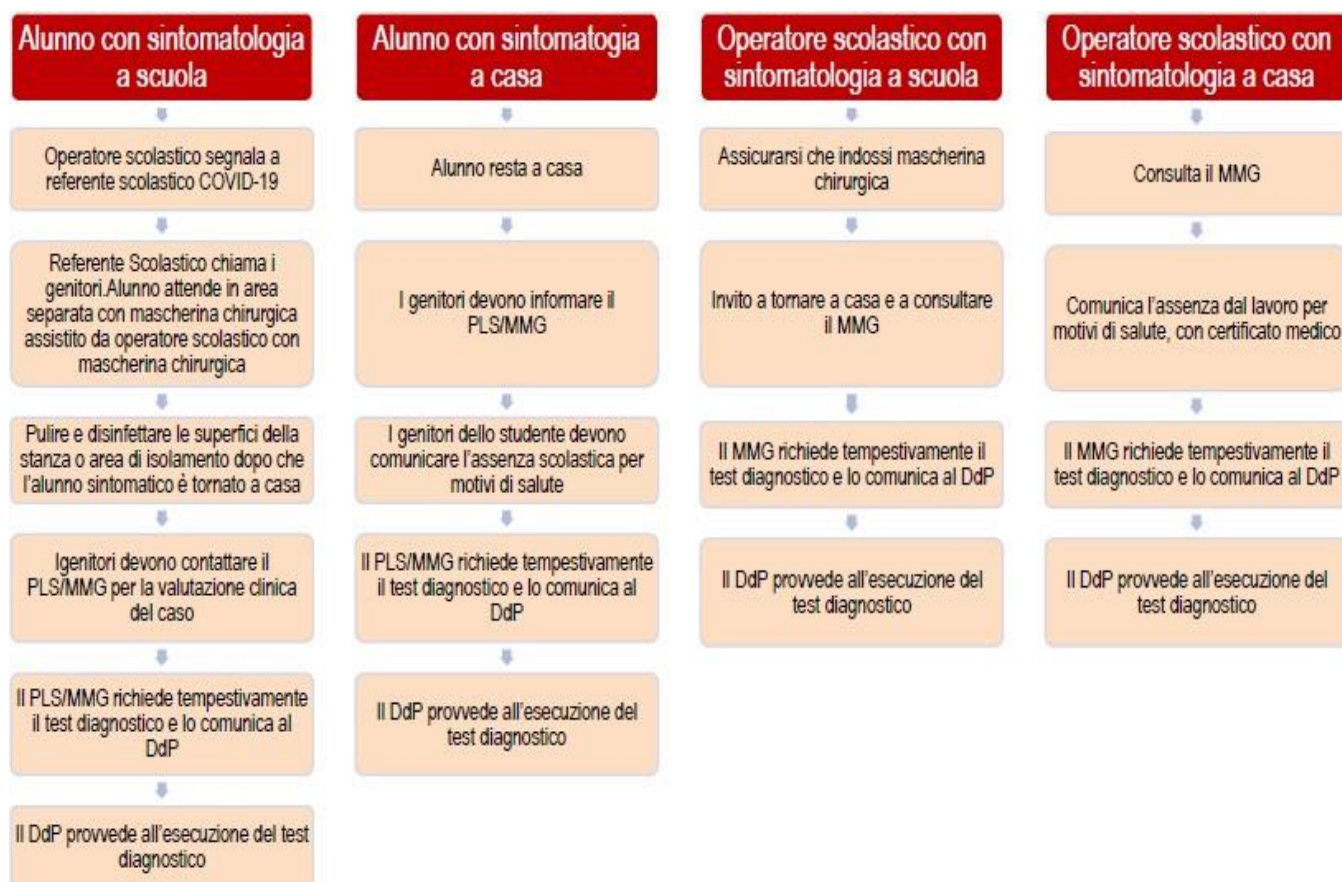 Alunno con sintomatologia
a scuola
Operatore scolastico segnala a
referente scolastico COVID-19
Referente Scolastico chiama i
genitori.Alunno attende in area
separata con mascherina chirurgica
assistito da operatore scolastico con
mascherina chirurgica
Pulire e disinfettare le superfici della
stanza o area di isolamento dopo che
l'alunno sintomatico è tornato a casa
Igenitori devono contattare il
PLS/MMG per la valutazione clinica
del caso
Il PLS/MMG richiede tempestivamente
il test diagnostico e lo comunica al
DdP
Il DdP provvede all'esecuzione del test
diagnostico
Alunno con sintomatogia
a casa
Alunno resta a casa
I genitori devono informare il
PLS/MMG
I genitori dello studente devono
comunicare l'assenza scolastica per
motivi di salute
Il PLS/MMG richiede tempestivamente
il test diagnostico e lo comunica al
DdP
Il DdP provvede all'esecuzione del
test diagnostico
Operatore scolastico con
sintomatologia a scuola
Assicurarsi che indossi mascherina
chirurgica
Invito a tornare a casa e a consultare
il MMG
Il MMG richiede tempestivamente il
test diagnostico e lo comunica al DdP
Il DdP provvede all'esecuzione del
test diagnostico
Operatore scolastico con
sintomatologia a casa
Consulta il MMG
Comunica l'assenza dal lavoro per
motivi di salute, con certificato medico
Il MMG richiede tempestivamente il
test diagnostico e lo comunica al DdP
Il DdP provvede all'esecuzione del
test diagnostico